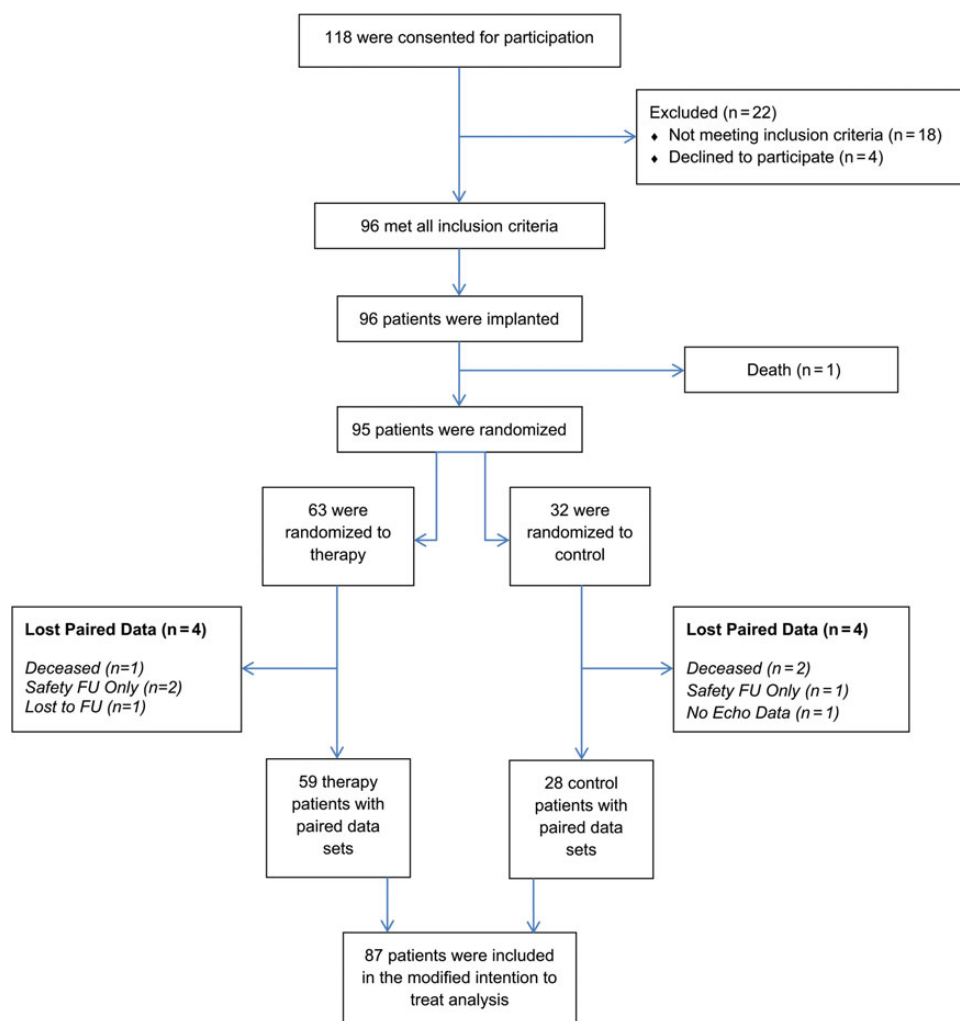 118 were consented for participation
Excluded (n = 22)
♦ Not meeting inclusion criteria (n = 18)
♦ Declined to participate (n = 4)
96 met all inclusion criteria
96 patients were implanted
Death (n = 1)
95 patients were randomized
63 were
randomized to
therapy
32 were
randomized to
control
Lost Paired Data (n = 4)
Deceased (n=1)
Safety FU Only (n=2)
Lost to FU (n=1)
Lost Paired Data (n = 4)
Deceased (n = 2)
Safety FU Only (n = 1)
No Echo Data (n = 1)
59 therapy
patients with
paired data
sets
28 control
patients with
paired data
sets
87 patients were included
in the modified intention to
treat analysis